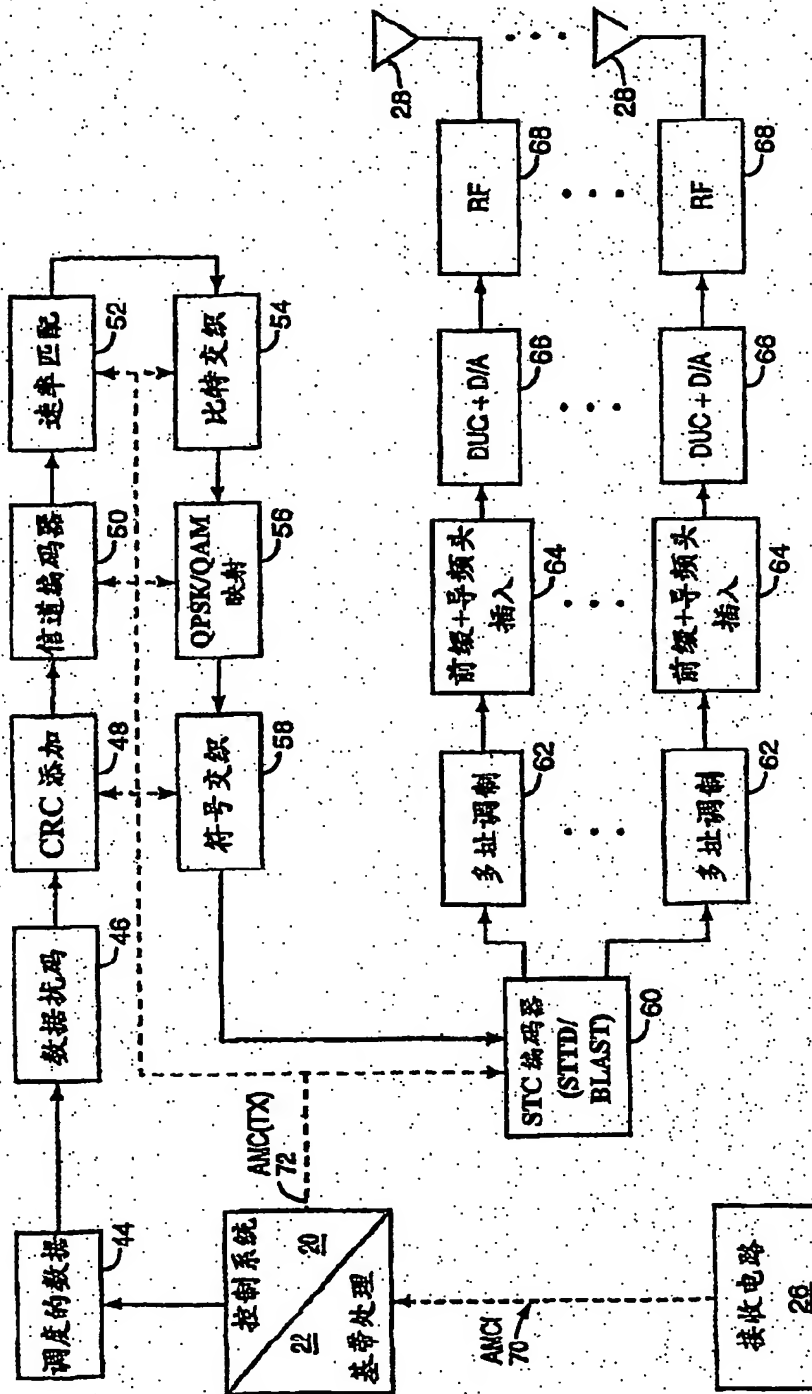 调度的数据
44
数据扰码
46
CRC 添加
48
信道编码器
50
速率匹配
52
比特交织
54
QPSK/QAM
映射
56
符号交织
58
控制系统
20
22
基带处理
AMC(TX)
72
STC 编码器
(STTD/
BLAST)
60
多址调制
62
前缀+导频头
插入
64
DUC+D/A
66
RF
68
28
多址调制
62
前缀+导频头
插入
64
DUC+D/A
66
RF
68
28
AMCI
70
接收电路
26